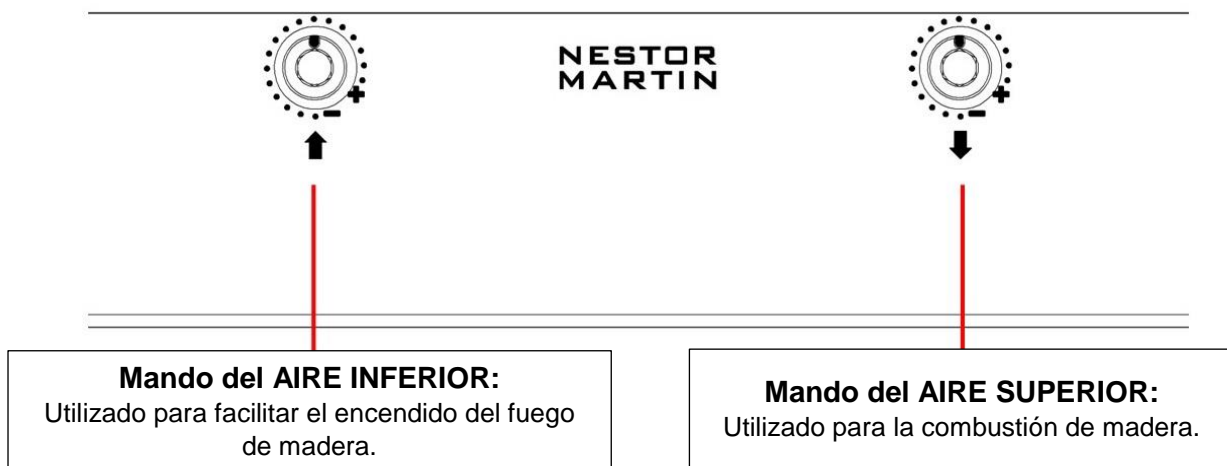 NESTOR
MARTIN
Mando del AIRE INFERIOR:
Utilizado para facilitar el encendido del fuego
de madera.
Mando del AIRE SUPERIOR:
Utilizado para la combustión de madera.